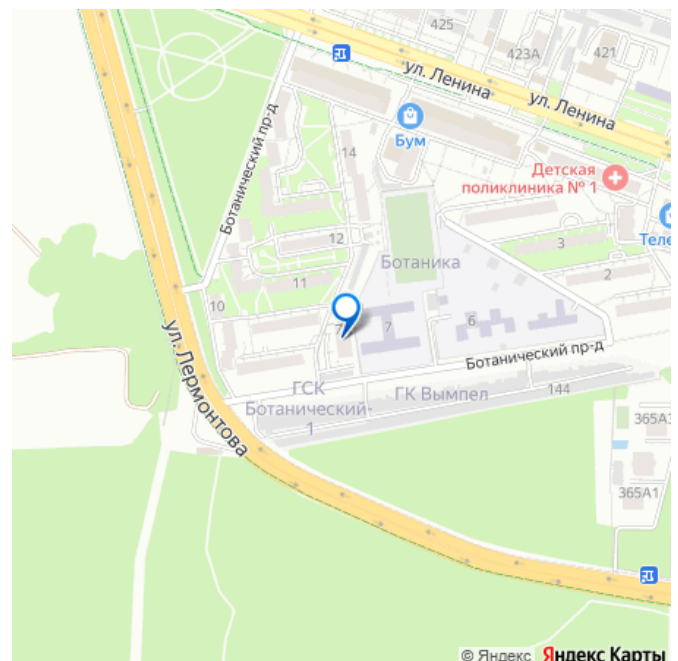 425
423А
421
ул. Ленина
ул. Ленина
Бум
Детская
поликлиника № 1
Ботанический пр-д
14
12
3
Теле
Ботаника
11
2
10
7
6
ул. Лермонтова
Ботанический пр-д
ГСК
Ботанический-
1
ГК Вымпел
144
365А3
365А1
© Яндекс Яндекс Карты